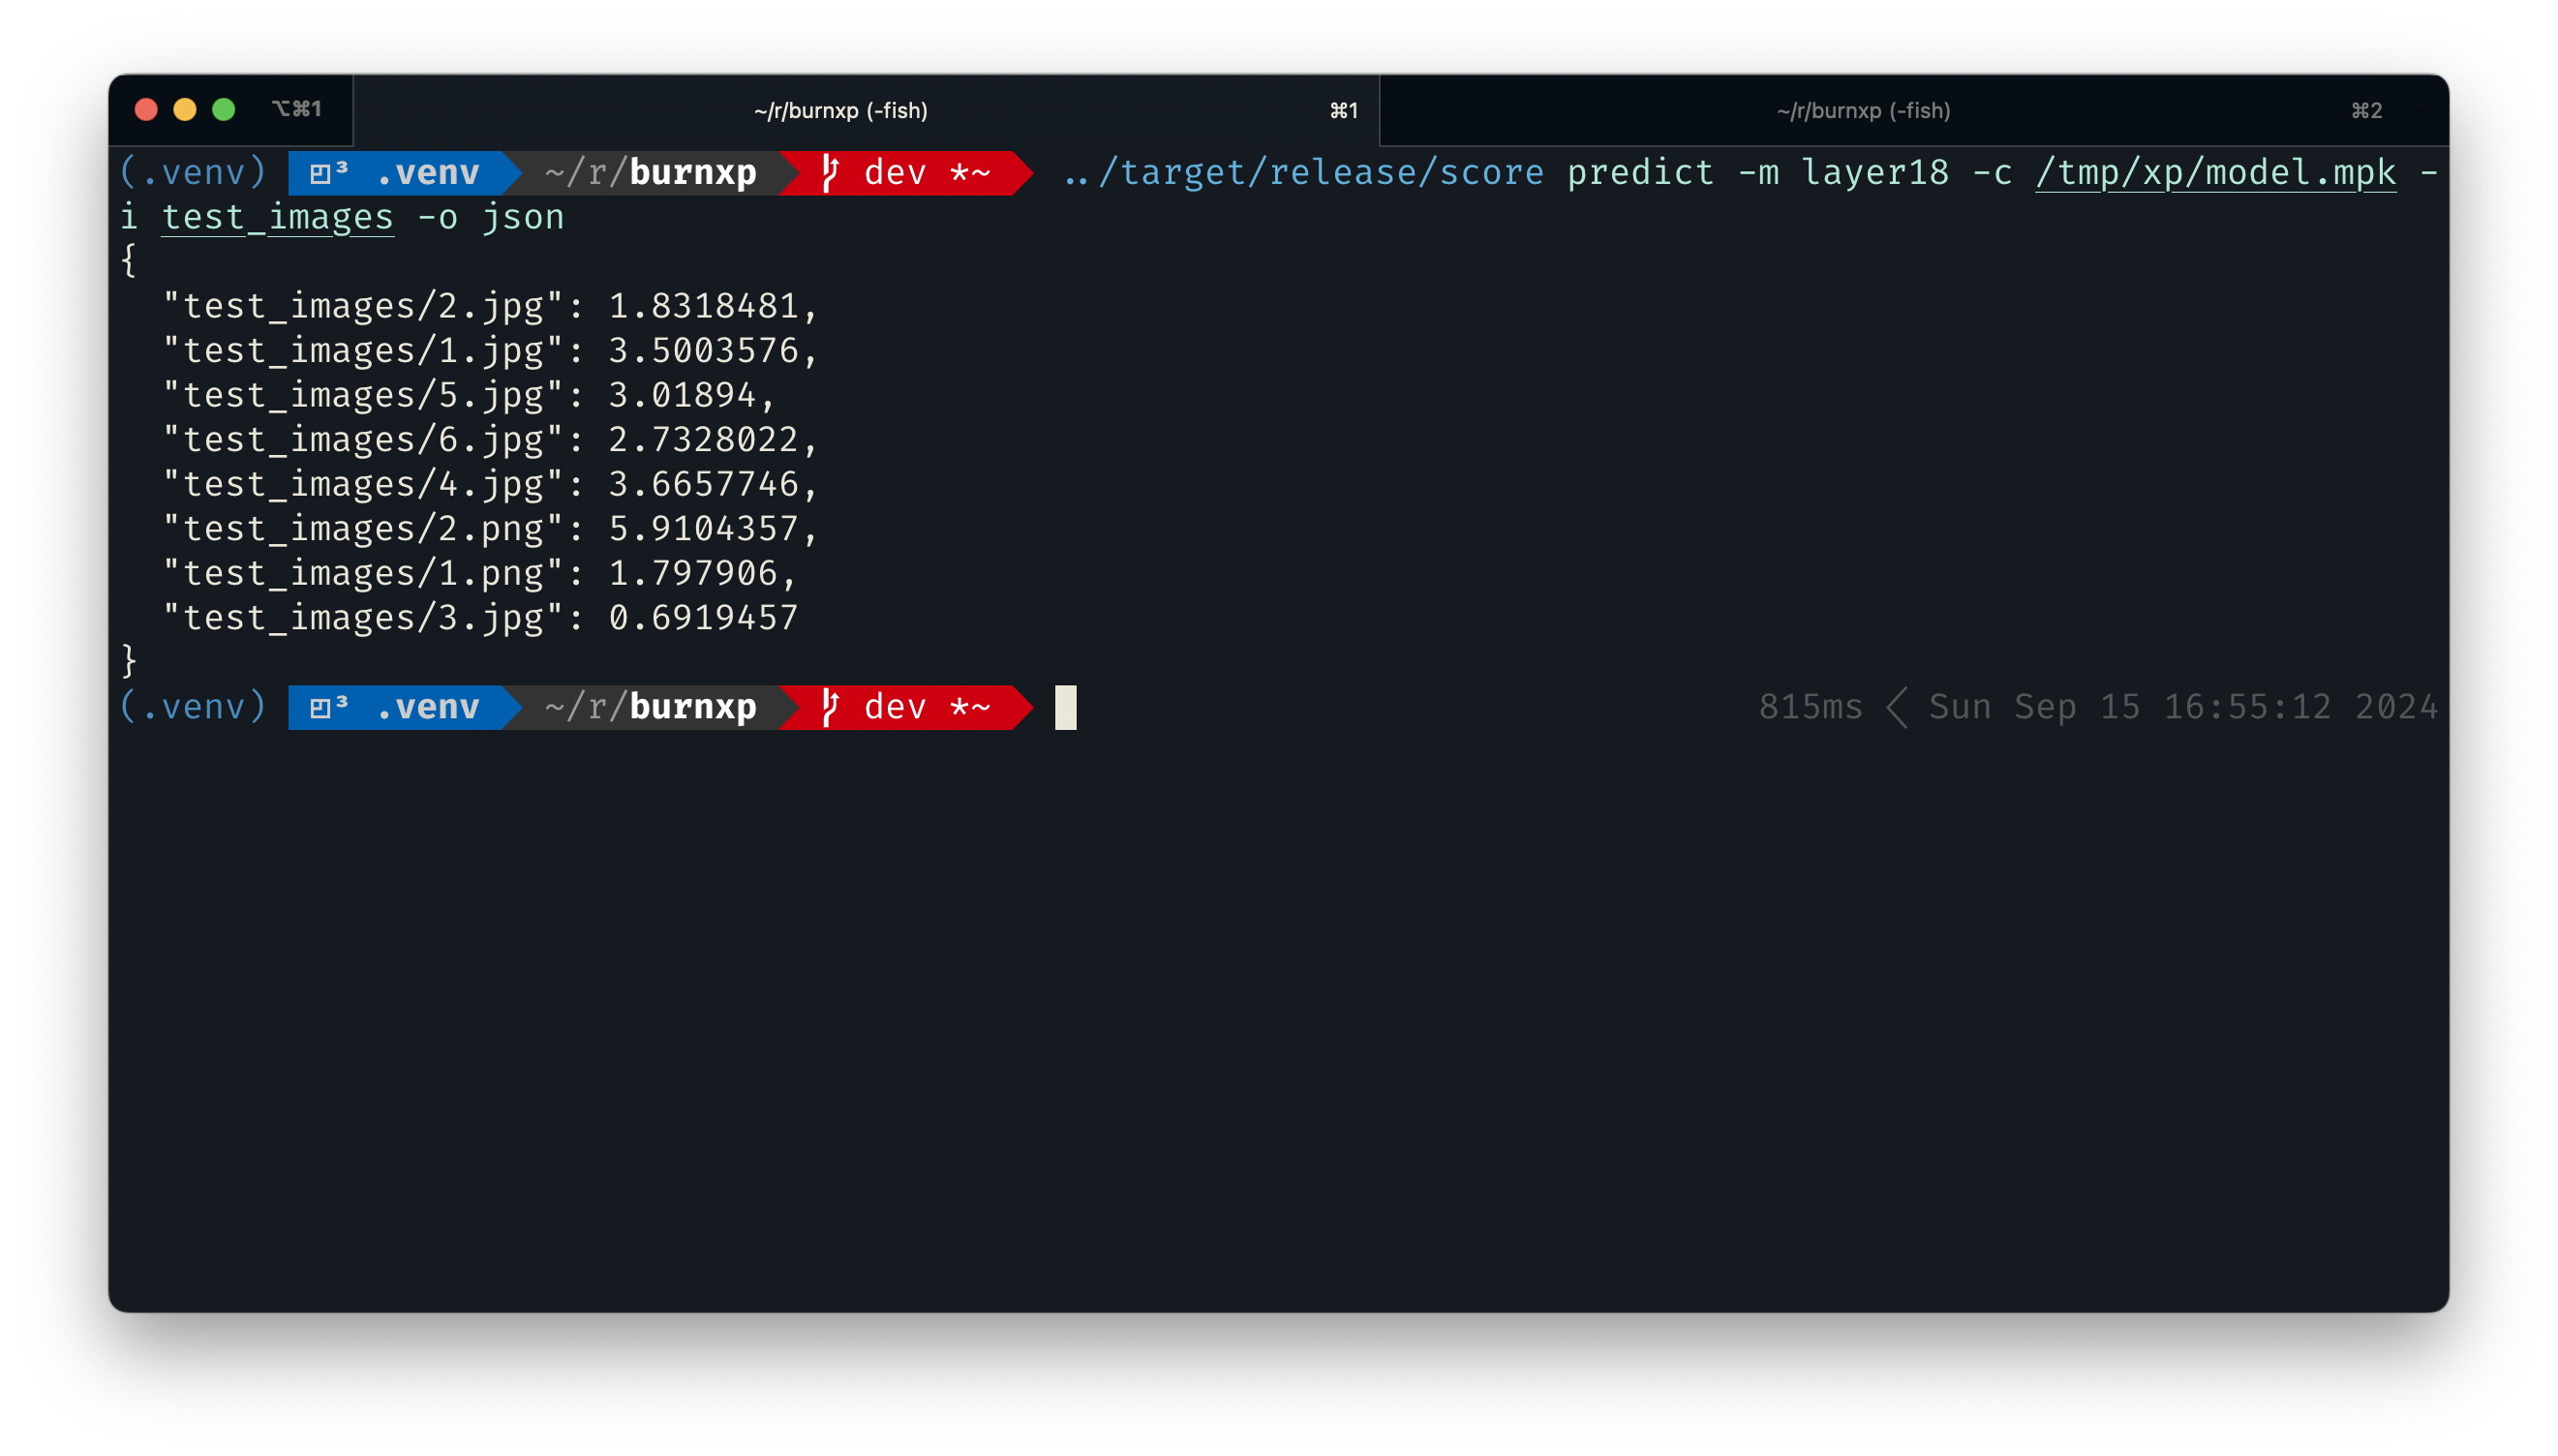 ⌥⌘1 ~/r/burnxp (-fish) ⌘1 ~/r/burnxp (-fish) ⌘2
(.venv) ◰³ .venv ~/r/burnxp dev *~ ../target/release/score predict -m layer18 -c /tmp/xp/model.mpk -
i test_images -o json
{
  "test_images/2.jpg": 1.8318481,
  "test_images/1.jpg": 3.5003576,
  "test_images/5.jpg": 3.01894,
  "test_images/6.jpg": 2.7328022,
  "test_images/4.jpg": 3.6657746,
  "test_images/2.png": 5.9104357,
  "test_images/1.png": 1.797906,
  "test_images/3.jpg": 0.6919457
}
(.venv) ◰³ .venv ~/r/burnxp dev *~ 815ms < Sun Sep 15 16:55:12 2024